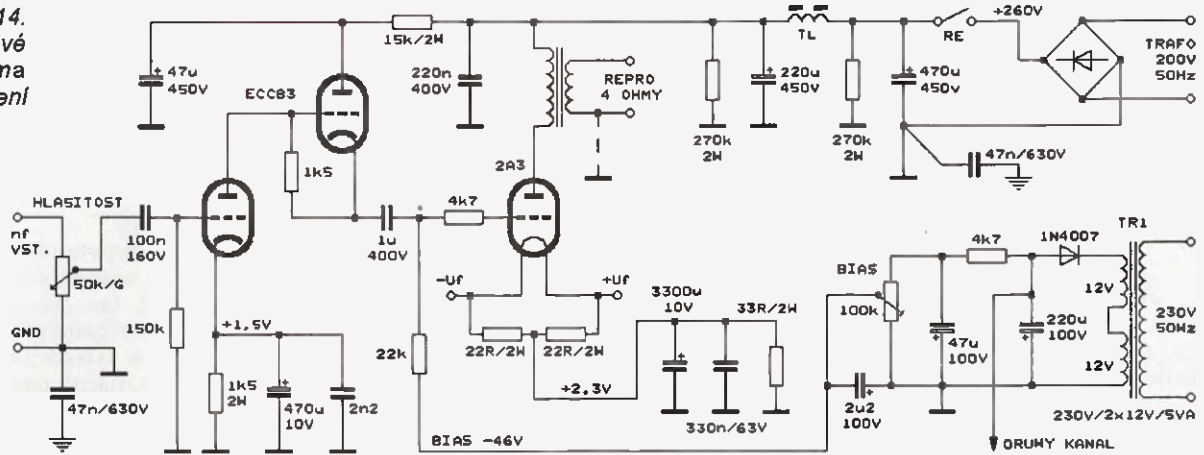 14.
vé
ma
ení
15k/2W
TL
RE
+260V
TRAFO
200V
50Hz
47u
450V
ECC83
220n
400V
REPRO
4 OHMY
270k
2W
220u
450V
270k
2W
470u
450V
47n/630V
1k5
2A3
4k7
HLASITOST
nf
VST.
100n
160V
50k/G
1u
400V
-Uf
+Uf
GND
150k
+1,5V
22k
22R/2W
22R/2W
+2.3V
3300u
10V
33R/2W
330n/63V
47n/630V
1k5
2W
470u
10V
2n2
BIAS -46V
BIAS
100k
4k7
1N4007
TR1
12V
12V
230V
50Hz
47u
100V
220u
100V
2u2
100V
230V/2x12V/5VA
DRUHY KANAL